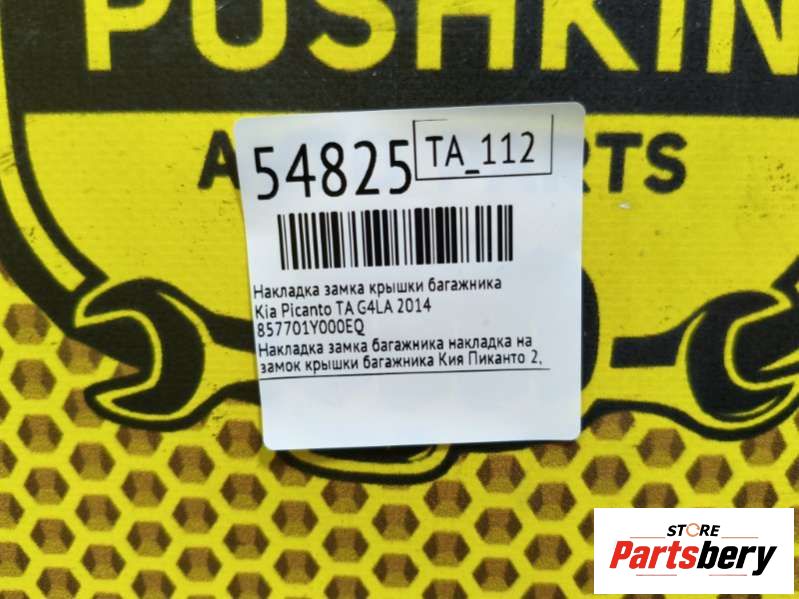 PUSHKIN
54825
TA_112
Накладка замка крышки багажника
Kia Picanto TA G4LA 2014
857701Y000EQ
Накладка замка багажника накладка на
замок крышки багажника Кия Пиканто 2,
STORE
Partsbery